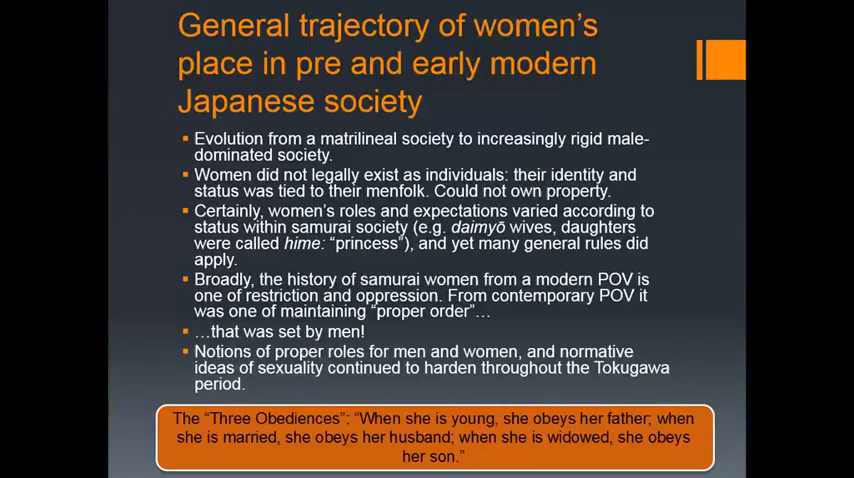 General trajectory of women’s
place in pre and early modern
Japanese society
▪ Evolution from a matrilineal society to increasingly rigid male-
dominated society.
▪ Women did not legally exist as individuals: their identity and
status was tied to their menfolk. Could not own property.
▪ Certainly, women’s roles and expectations varied according to
status within samurai society (e.g. daimyō wives, daughters
were called hime: “princess”), and yet many general rules did
apply.
▪ Broadly, the history of samurai women from a modern POV is
one of restriction and oppression. From contemporary POV it
was one of maintaining “proper order”…
▪ …that was set by men!
▪ Notions of proper roles for men and women, and normative
ideas of sexuality continued to harden throughout the Tokugawa
period.
The “Three Obediences”: “When she is young, she obeys her father; when
she is married, she obeys her husband; when she is widowed, she obeys
her son.”